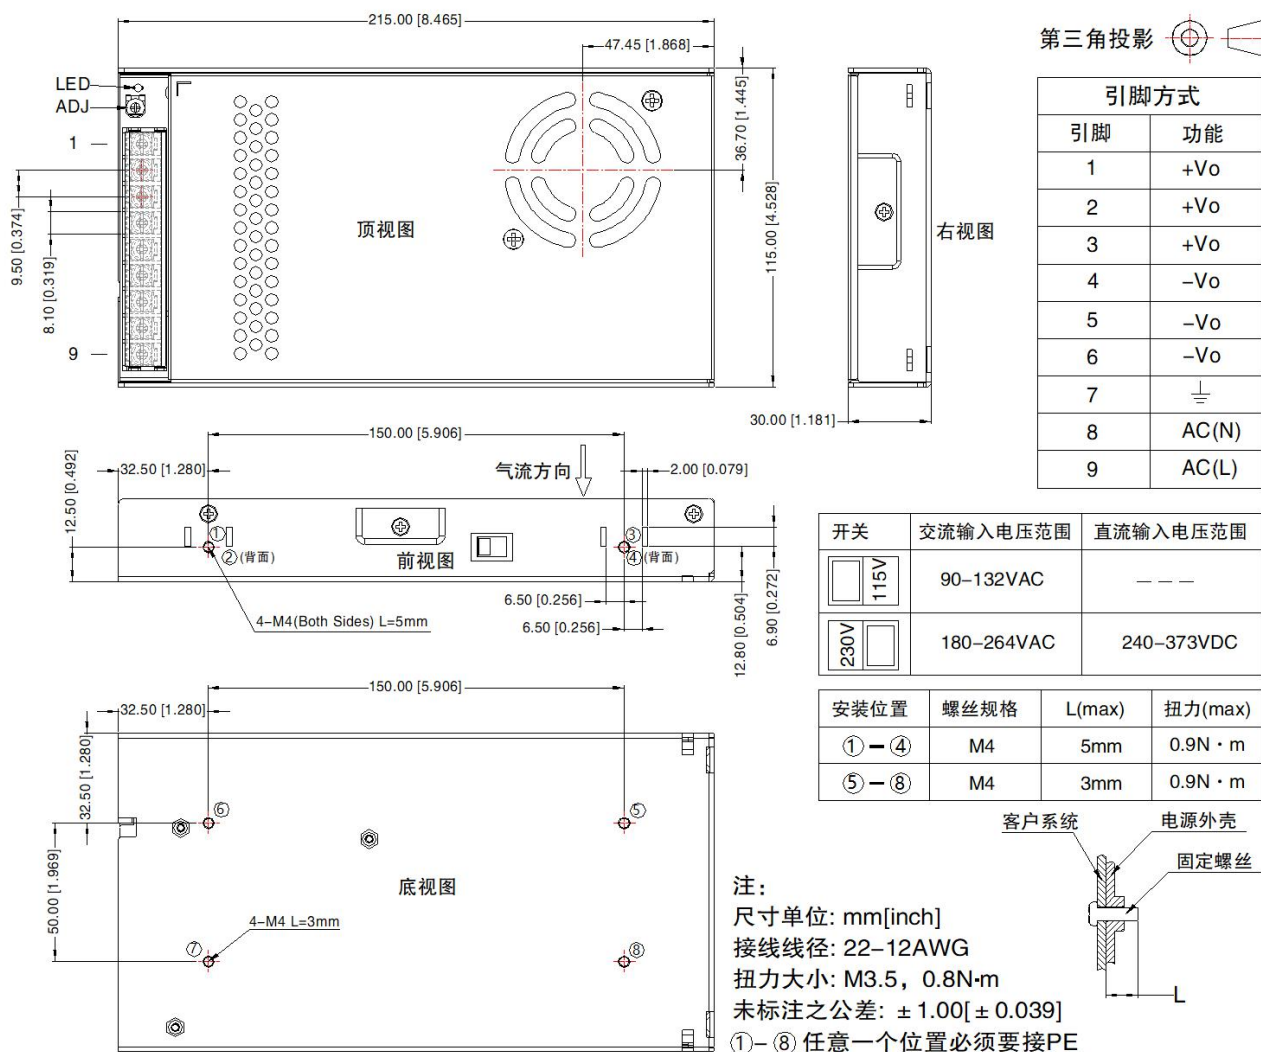 215.00 [8.465]
47.45 [1.868]
第三角投影
LED
ADJ
1
9
36.70 [1.445]
115.00 [4.528]
9.50 [0.374]
8.10 [0.319]
顶视图
右视图
30.00 [1.181]
引脚方式
引脚 功能
1 +Vo
2 +Vo
3 +Vo
4 −Vo
5 −Vo
6 −Vo
7 ⏚
8 AC(N)
9 AC(L)
150.00 [5.906]
32.50 [1.280]
气流方向
2.00 [0.079]
12.50 [0.492]
①
②(背面)
前视图
③
④(背面)
4−M4(Both Sides) L=5mm
6.50 [0.256]
6.50 [0.256]
12.80 [0.504]
6.90 [0.272]
开关 交流输入电压范围 直流输入电压范围
115V 90−132VAC −−−
230V 180−264VAC 240−373VDC
安装位置 螺丝规格 L(max) 扭力(max)
①−④ M4 5mm 0.9N·m
⑤−⑧ M4 3mm 0.9N·m
150.00 [5.906]
32.50 [1.280]
32.50 [1.280]
50.00 [1.969]
⑥
⑤
底视图
4−M4 L=3mm
⑦
⑧
客户系统
电源外壳
固定螺丝
L
注:
尺寸单位: mm[inch]
接线线径: 22−12AWG
扭力大小: M3.5，0.8N·m
未标注之公差: ±1.00[±0.039]
①−⑧ 任意一个位置必须要接PE